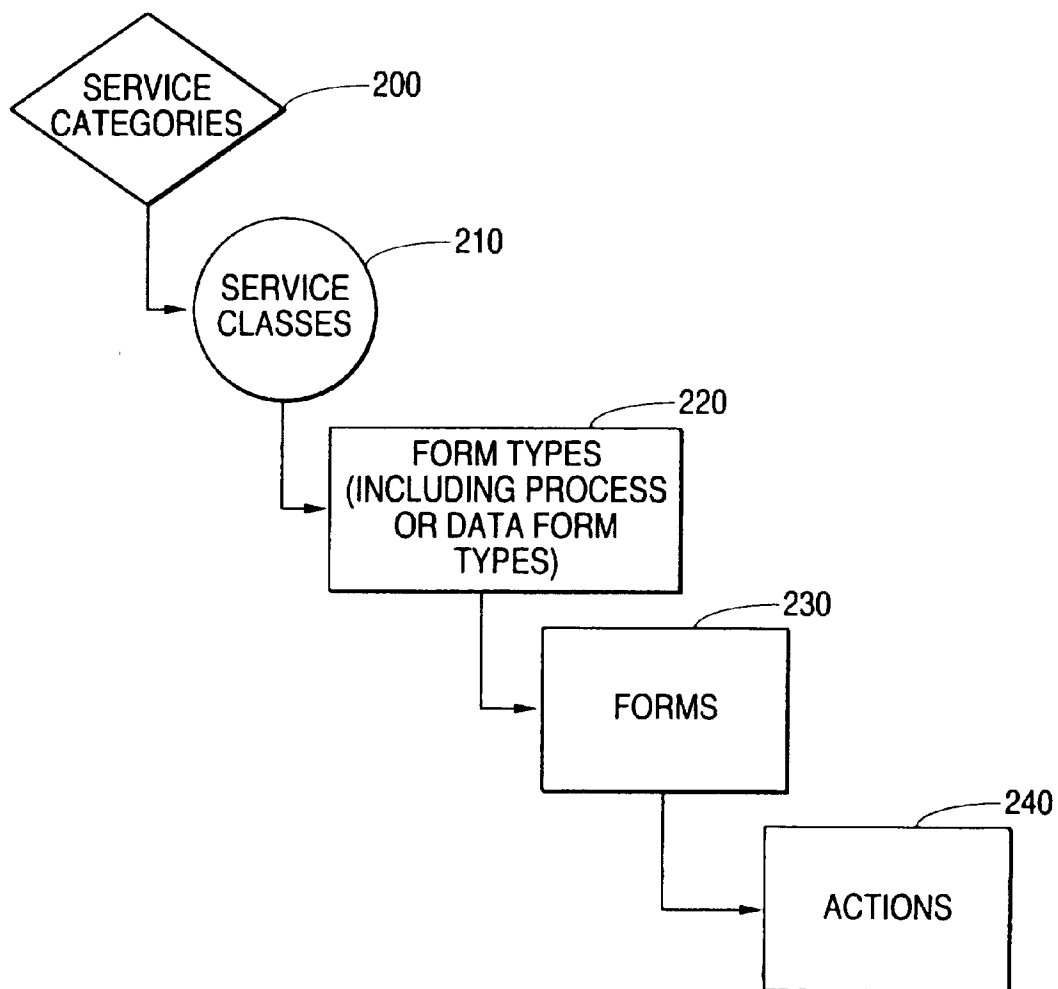 SERVICE
CATEGORIES
200
SERVICE
CLASSES
210
FORM TYPES
(INCLUDING PROCESS
OR DATA FORM
TYPES)
220
FORMS
230
ACTIONS
240